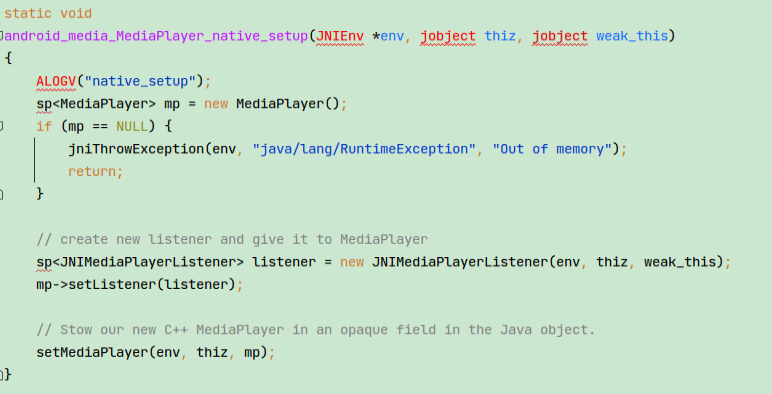 static void
android_media_MediaPlayer_native_setup(JNIEnv *env, jobject thiz, jobject weak_this)
{
    ALOGV("native_setup");
    sp<MediaPlayer> mp = new MediaPlayer();
    if (mp == NULL) {
        jniThrowException(env, "java/lang/RuntimeException", "Out of memory");
        return;
    }

    // create new listener and give it to MediaPlayer
    sp<JNIMediaPlayerListener> listener = new JNIMediaPlayerListener(env, thiz, weak_this);
    mp->setListener(listener);

    // Stow our new C++ MediaPlayer in an opaque field in the Java object.
    setMediaPlayer(env, thiz, mp);
}